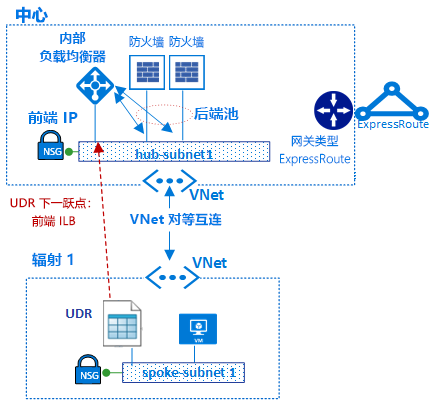 中心
内部
负载均衡器
防火墙
防火墙
前端 IP
后端池
NSG
hub-subnet1
网关类型
ExpressRoute
ExpressRoute
VNet
UDR 下一跃点:
前端 ILB
VNet 对等互连
辐射 1
VNet
UDR
VM
NSG
spoke-subnet 1